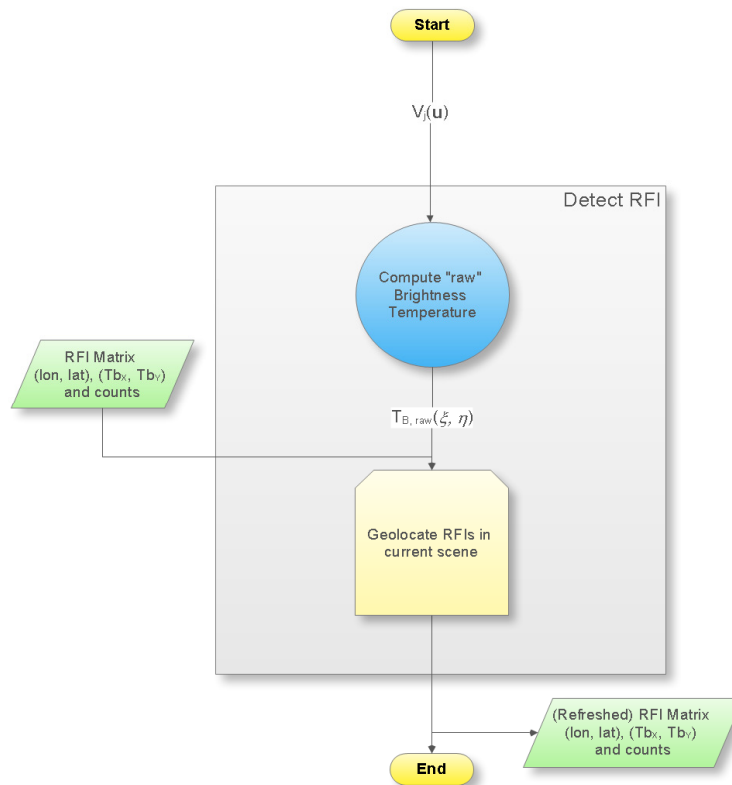 Start
Vj(u)
Detect RFI
Compute "raw"
Brightness
Temperature
RFI Matrix
(lon, lat), (Tbx, TbY)
and counts
TB, raw(ξ, η)
Geolocate RFIs in
current scene
(Refreshed) RFI Matrix
(lon, lat), (Tbx, TbY)
and counts
End